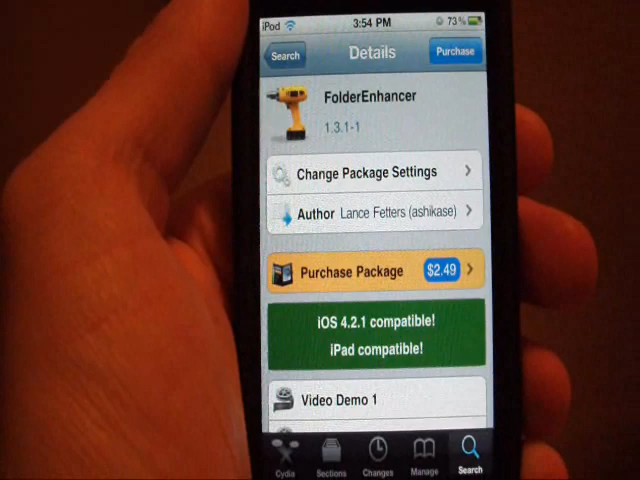 iPod 3:54 PM 73%
Search Details Purchase
FolderEnhancer
1.3.1-1
Change Package Settings
Author Lance Fetters (ashikase)
Purchase Package $2.49
iOS 4.2.1 compatible!
iPad compatible!
Video Demo 1
Cydia Sections Changes Manage Search